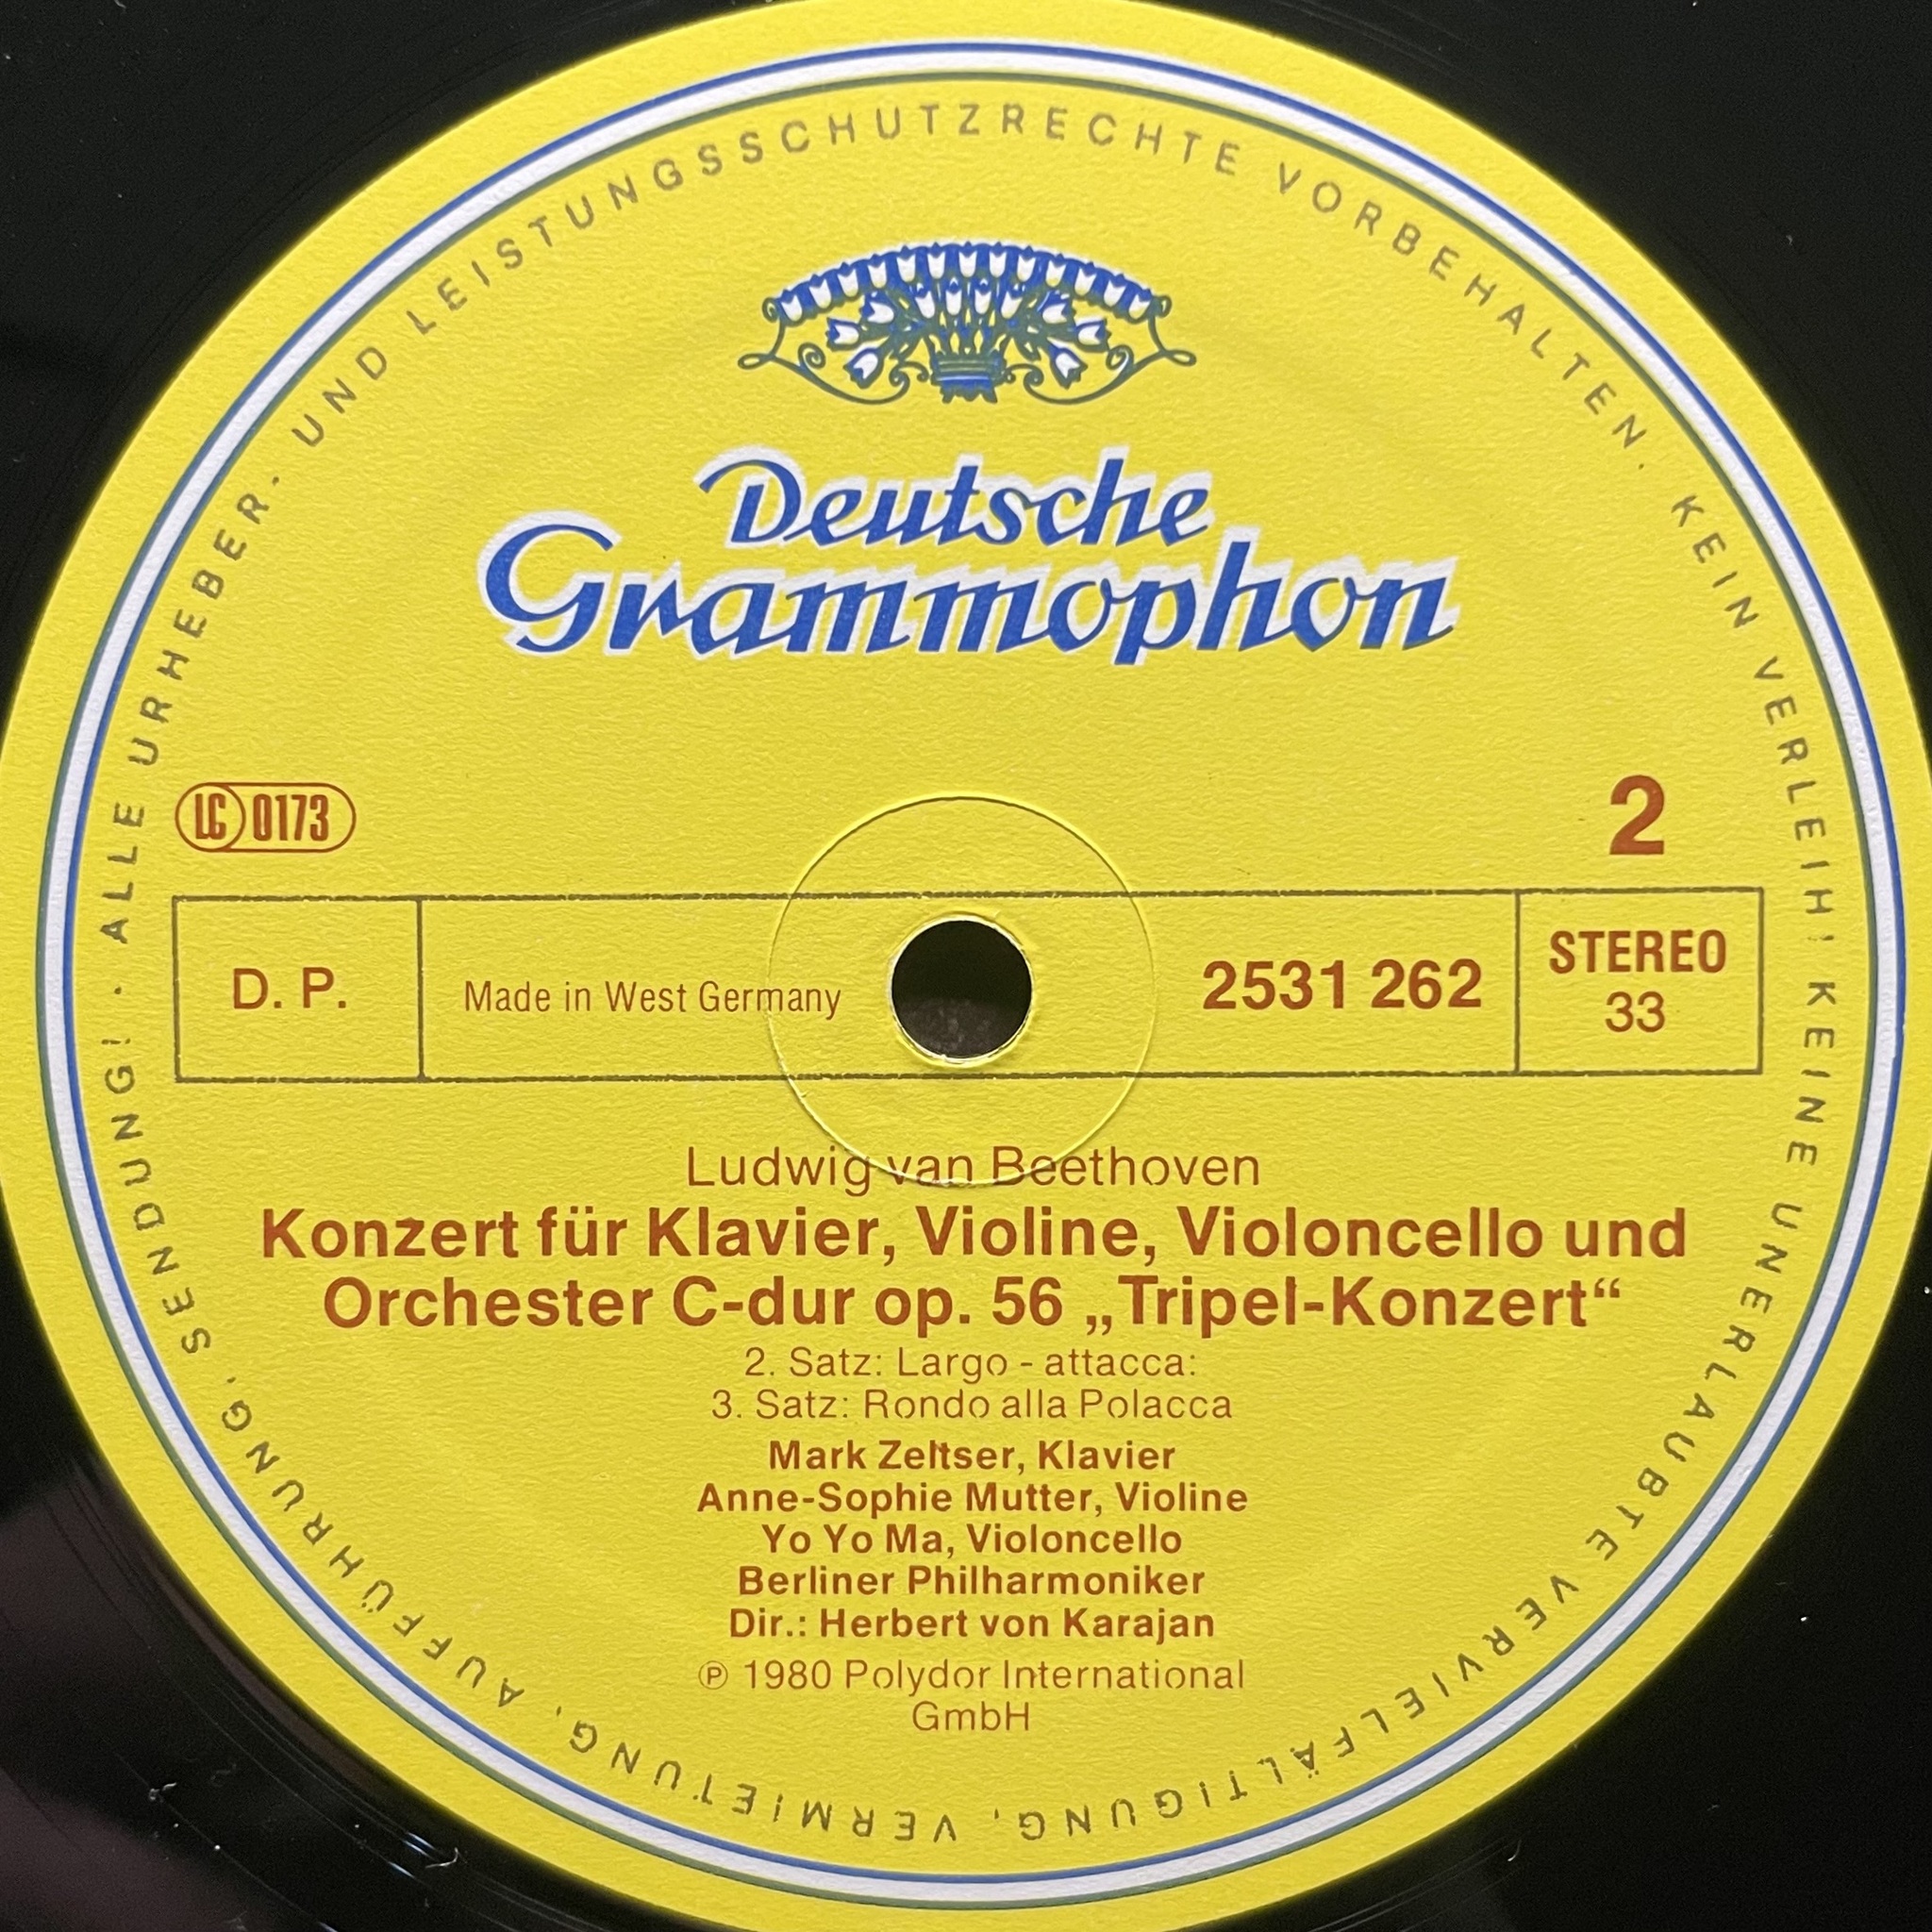 ALLE URHEBER- UND LEISTUNGSSCHUTZRECHTE VORBEHALTEN. KEIN VERLEIH! KEINE UNERLAUBTE VERVIELFÄLTIGUNG, VERMIETUNG, AUFFÜHRUNG, SENDUNG! ·
Deutsche
Grammophon
LC 0173
2
D. P.
Made in West Germany
2531 262
STEREO
33
Ludwig van Beethoven
Konzert für Klavier, Violine, Violoncello und
Orchester C-dur op. 56 „Tripel-Konzert“
2. Satz: Largo - attacca:
3. Satz: Rondo alla Polacca
Mark Zeltser, Klavier
Anne-Sophie Mutter, Violine
Yo Yo Ma, Violoncello
Berliner Philharmoniker
Dir.: Herbert von Karajan
℗ 1980 Polydor International
GmbH